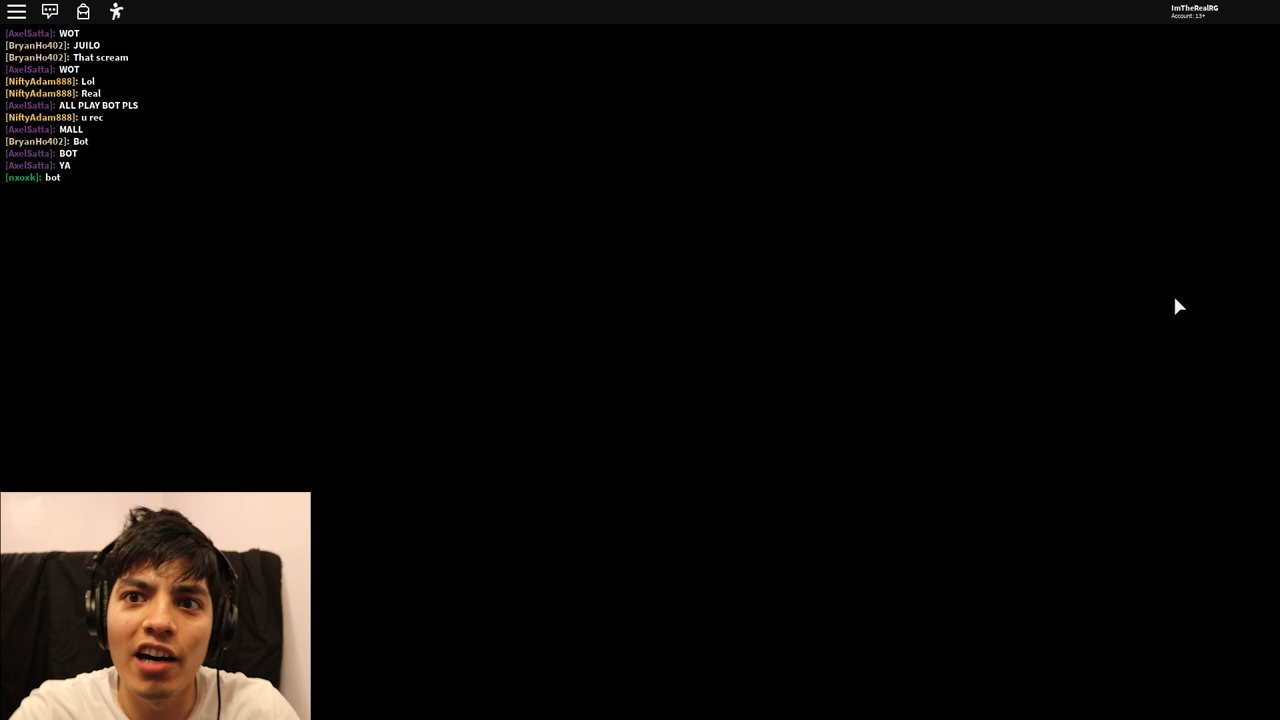 ImTheRealRG
Account: 13+
[AxelSatta]: WOT
[BryanHo402]: JUILO
[BryanHo402]: That scream
[AxelSatta]: WOT
[NiftyAdam888]: Lol
[NiftyAdam888]: Real
[AxelSatta]: ALL PLAY BOT PLS
[NiftyAdam888]: u rec
[AxelSatta]: MALL
[BryanHo402]: Bot
[AxelSatta]: BOT
[AxelSatta]: YA
[nxoxk]: bot